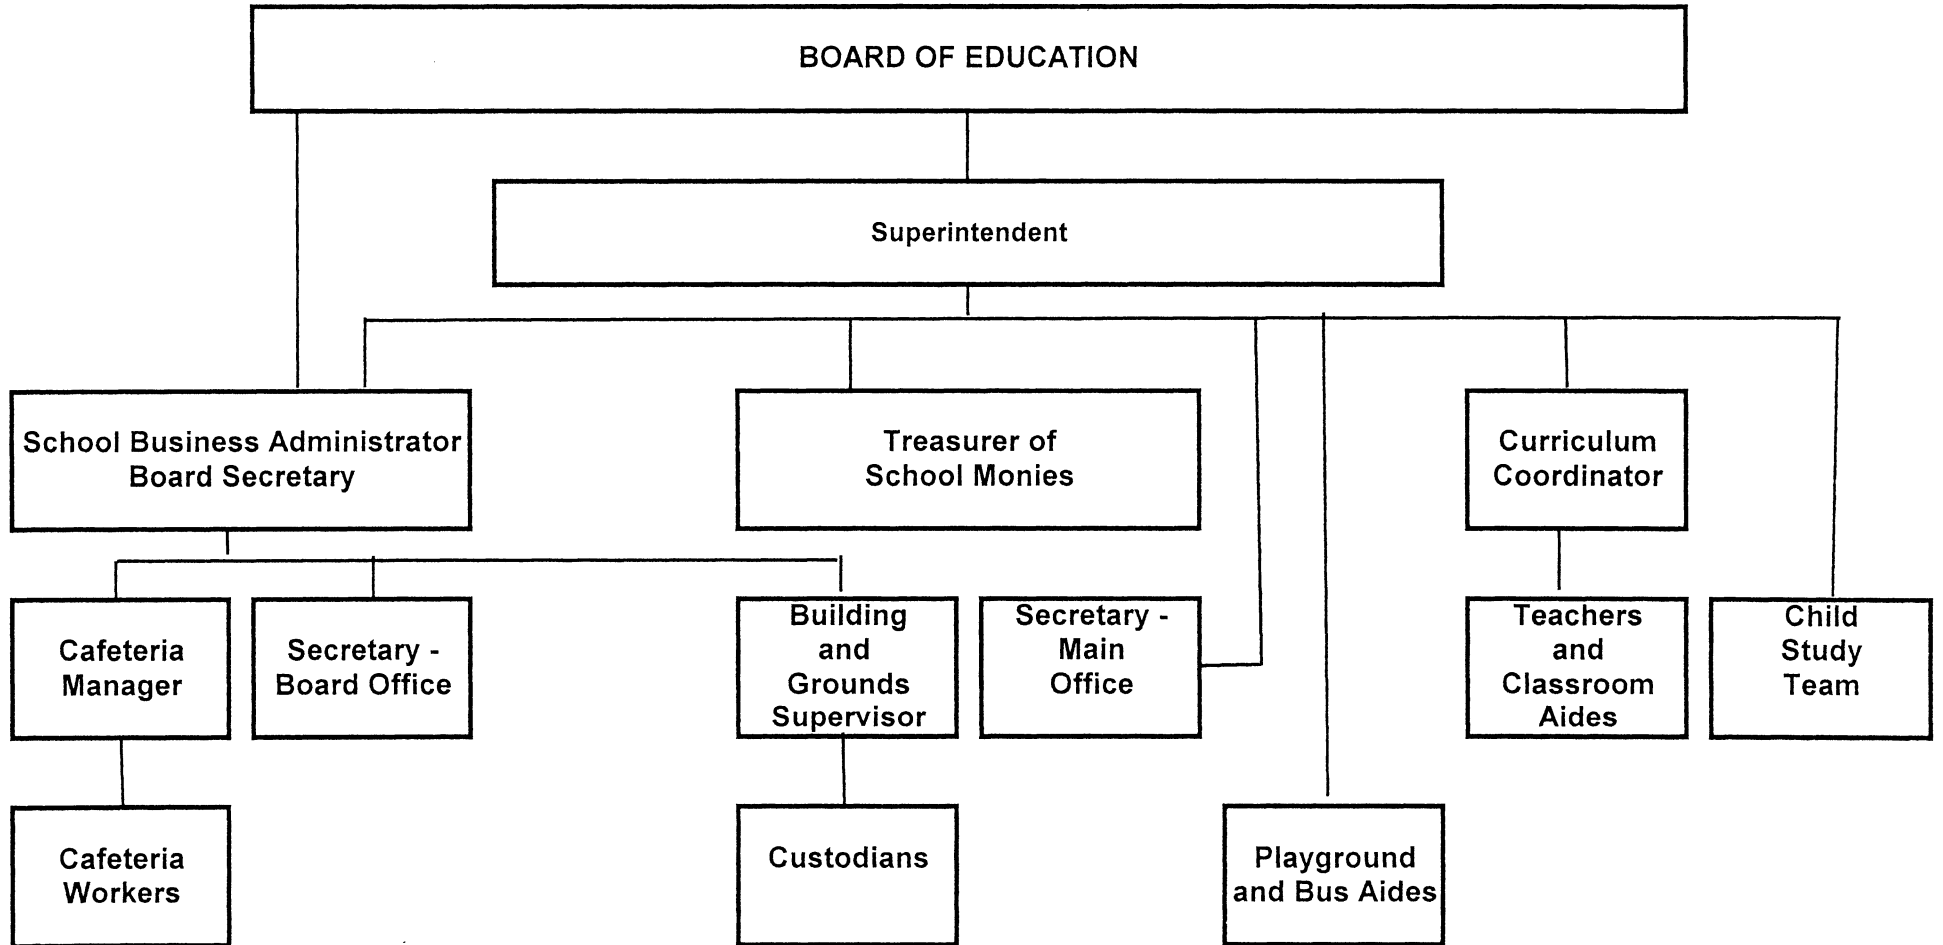 BOARD OF EDUCATION
Superintendent
School Business Administrator
Board Secretary
Treasurer of
School Monies
Curriculum
Coordinator
Cafeteria
Manager
Secretary -
Board Office
Building
and
Grounds
Supervisor
Secretary -
Main
Office
Teachers
and
Classroom
Aides
Child
Study
Team
Cafeteria
Workers
Custodians
Playground
and Bus Aides